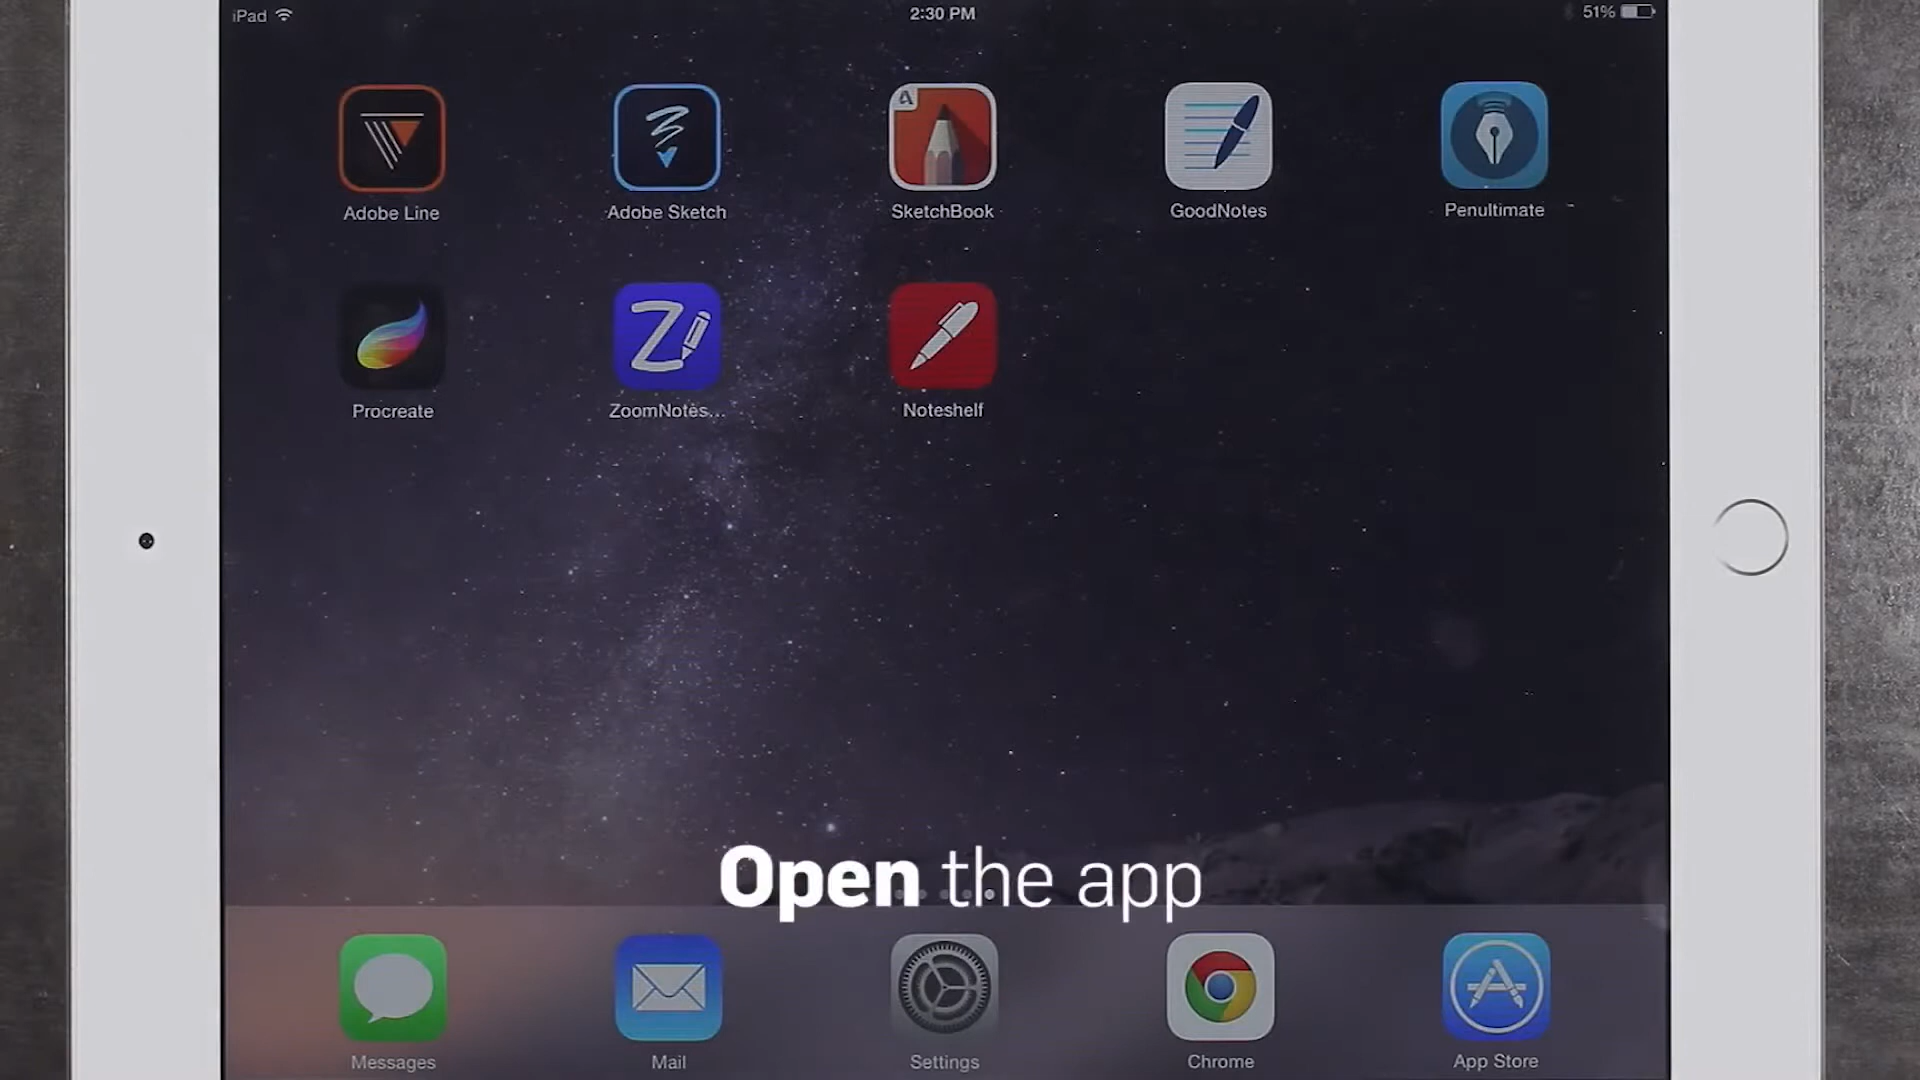 iPad 2:30 PM 51%
Adobe Line Adobe Sketch SketchBook GoodNotes Penultimate
Procreate ZoomNotes... Noteshelf
Open the app
Messages Mail Settings Chrome App Store